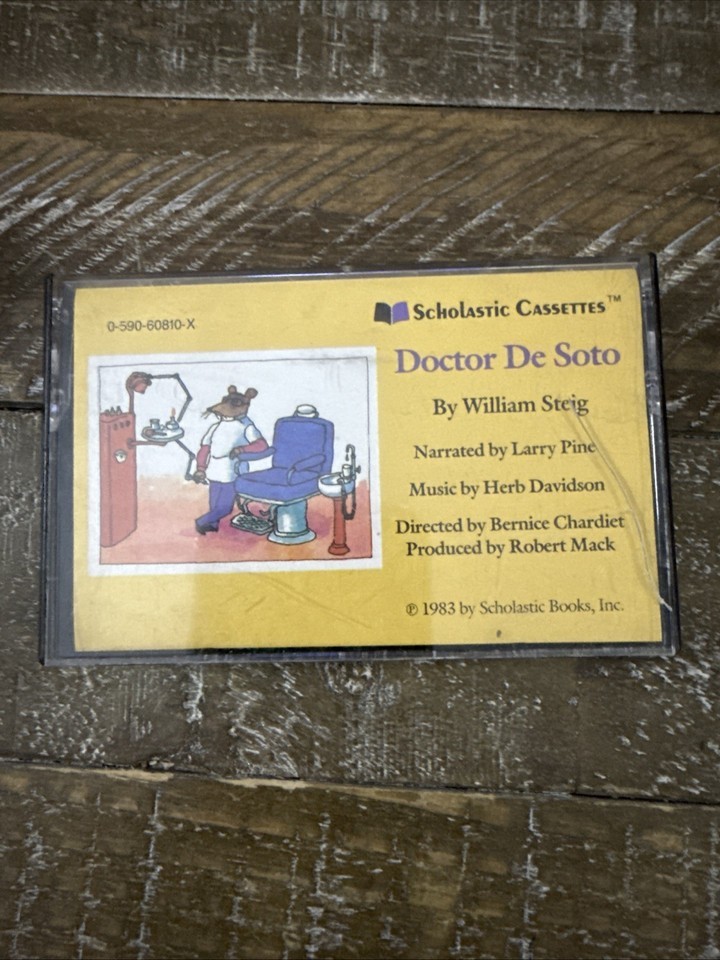 0-590-60810-X
Scholastic Cassettes™
Doctor De Soto
By William Steig
Narrated by Larry Pine
Music by Herb Davidson
Directed by Bernice Chardiet
Produced by Robert Mack
℗ 1983 by Scholastic Books, Inc.